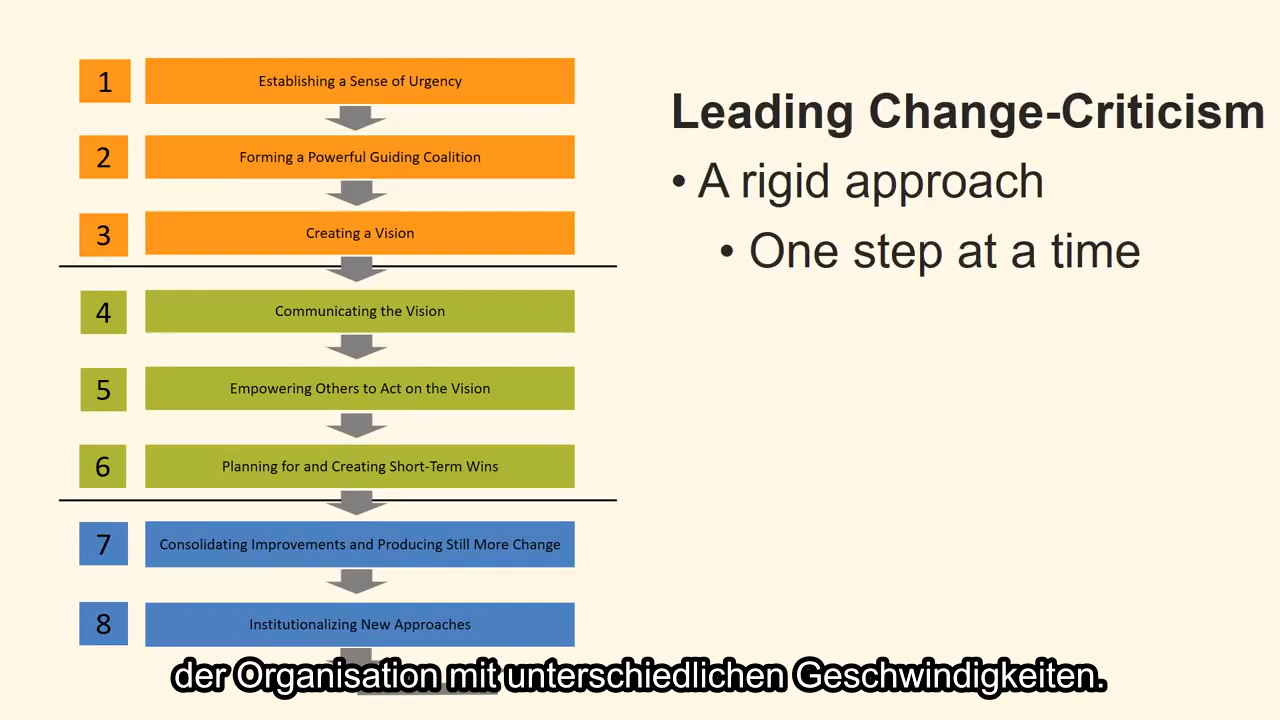 1 Establishing a Sense of Urgency
2 Forming a Powerful Guiding Coalition
3 Creating a Vision
4 Communicating the Vision
5 Empowering Others to Act on the Vision
6 Planning for and Creating Short-Term Wins
7 Consolidating Improvements and Producing Still More Change
8 Institutionalizing New Approaches
Leading Change-Criticism
• A rigid approach
• One step at a time
der Organisation mit unterschiedlichen Geschwindigkeiten.